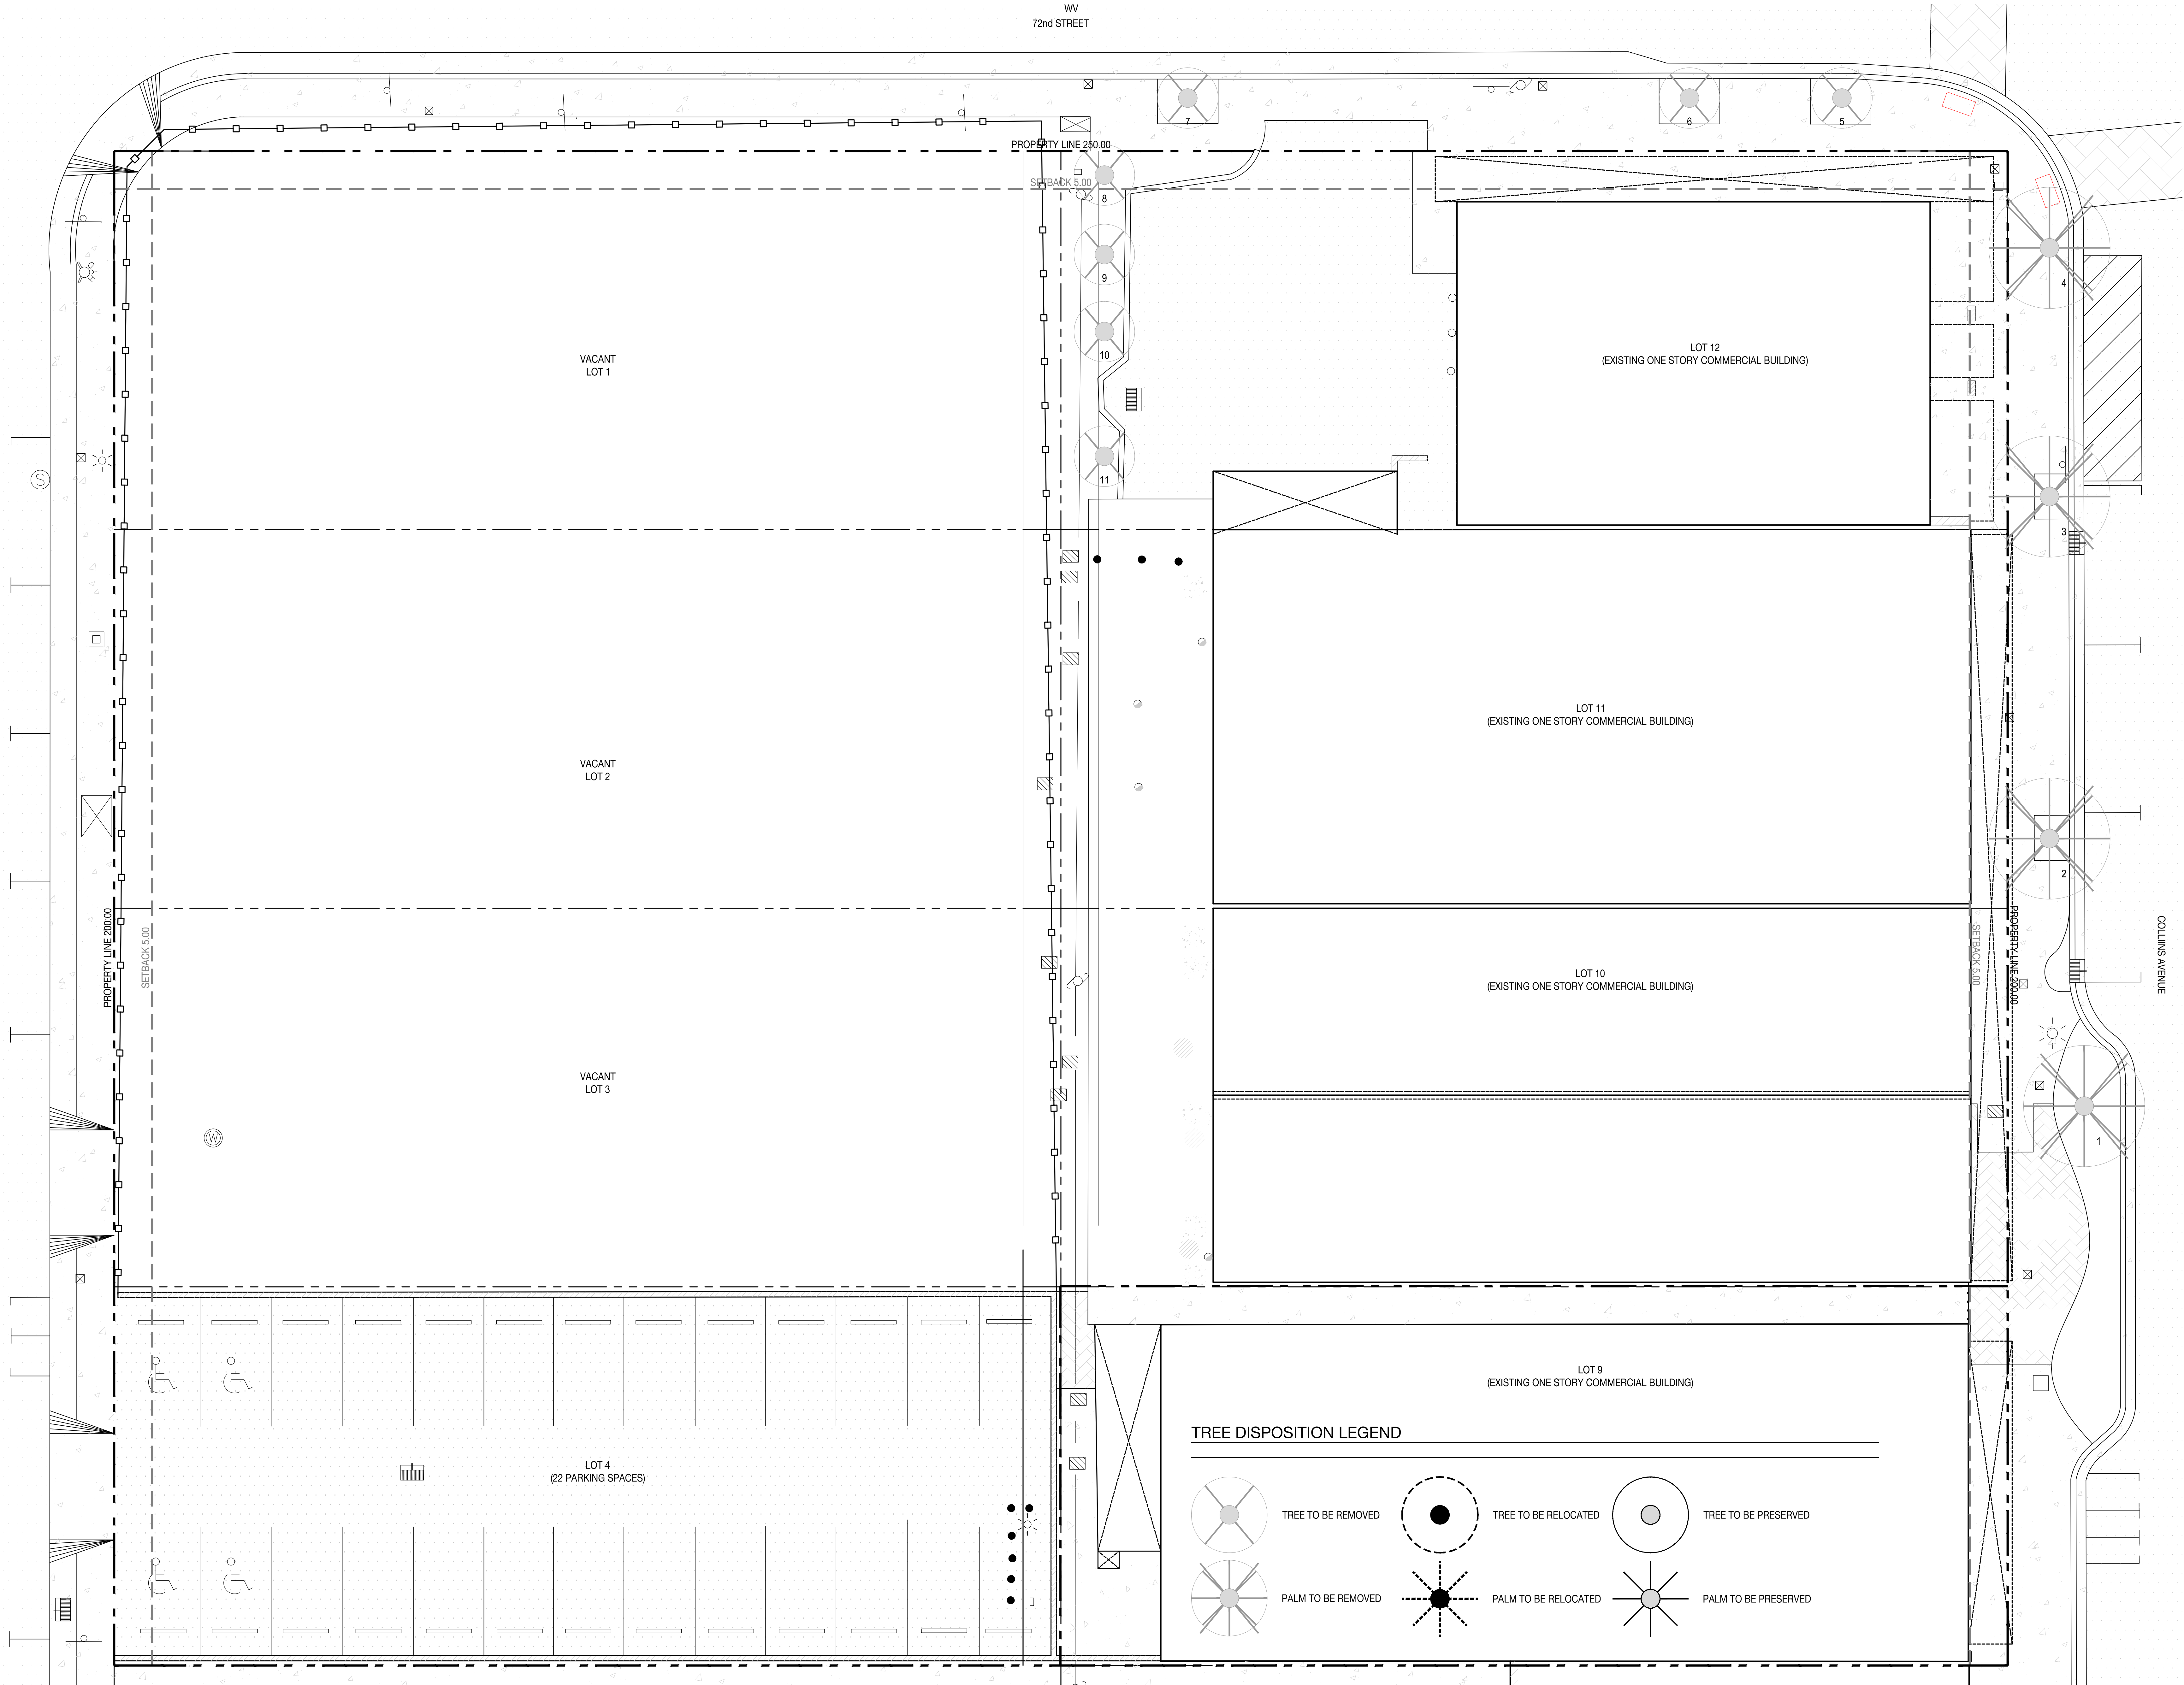 WV
72nd STREET
7
6
5
PROPERTY LINE 250.00
SETBACK 5.00
8
9
4
10
VACANT
LOT 1
LOT 12
(EXISTING ONE STORY COMMERCIAL BUILDING)
S
11
3
LOT 11
(EXISTING ONE STORY COMMERCIAL BUILDING)
VACANT
LOT 2
2
PROPERTY LINE 200.00
SETBACK 5.00
SETBACK 5.00
PROPERTY LINE 200.00
COLLIINS AVENUE
LOT 10
(EXISTING ONE STORY COMMERCIAL BUILDING)
VACANT
LOT 3
W
1
LOT 9
(EXISTING ONE STORY COMMERCIAL BUILDING)
TREE DISPOSITION LEGEND
LOT 4
(22 PARKING SPACES)
TREE TO BE REMOVED
TREE TO BE RELOCATED
TREE TO BE PRESERVED
PALM TO BE REMOVED
PALM TO BE RELOCATED
PALM TO BE PRESERVED